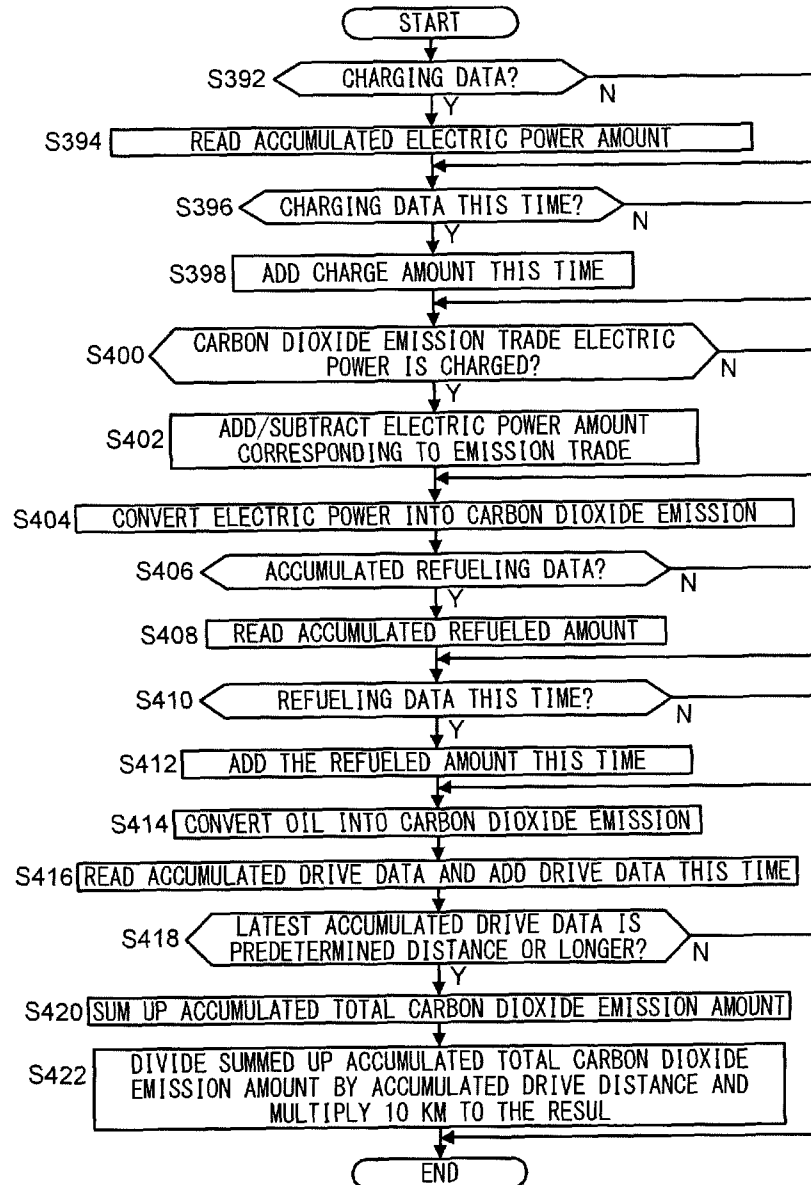 START
S392 CHARGING DATA? N
Y
S394 READ ACCUMULATED ELECTRIC POWER AMOUNT
S396 CHARGING DATA THIS TIME? N
Y
S398 ADD CHARGE AMOUNT THIS TIME
S400 CARBON DIOXIDE EMISSION TRADE ELECTRIC
POWER IS CHARGED? N
Y
S402 ADD/SUBTRACT ELECTRIC POWER AMOUNT
CORRESPONDING TO EMISSION TRADE
S404 CONVERT ELECTRIC POWER INTO CARBON DIOXIDE EMISSION
S406 ACCUMULATED REFUELING DATA? N
Y
S408 READ ACCUMULATED REFUELED AMOUNT
S410 REFUELING DATA THIS TIME? N
Y
S412 ADD THE REFUELED AMOUNT THIS TIME
S414 CONVERT OIL INTO CARBON DIOXIDE EMISSION
S416 READ ACCUMULATED DRIVE DATA AND ADD DRIVE DATA THIS TIME
S418 LATEST ACCUMULATED DRIVE DATA IS
PREDETERMINED DISTANCE OR LONGER? N
Y
S420 SUM UP ACCUMULATED TOTAL CARBON DIOXIDE EMISSION AMOUNT
S422 DIVIDE SUMMED UP ACCUMULATED TOTAL CARBON DIOXIDE
EMISSION AMOUNT BY ACCUMULATED DRIVE DISTANCE AND
MULTIPLY 10 KM TO THE RESUL
END